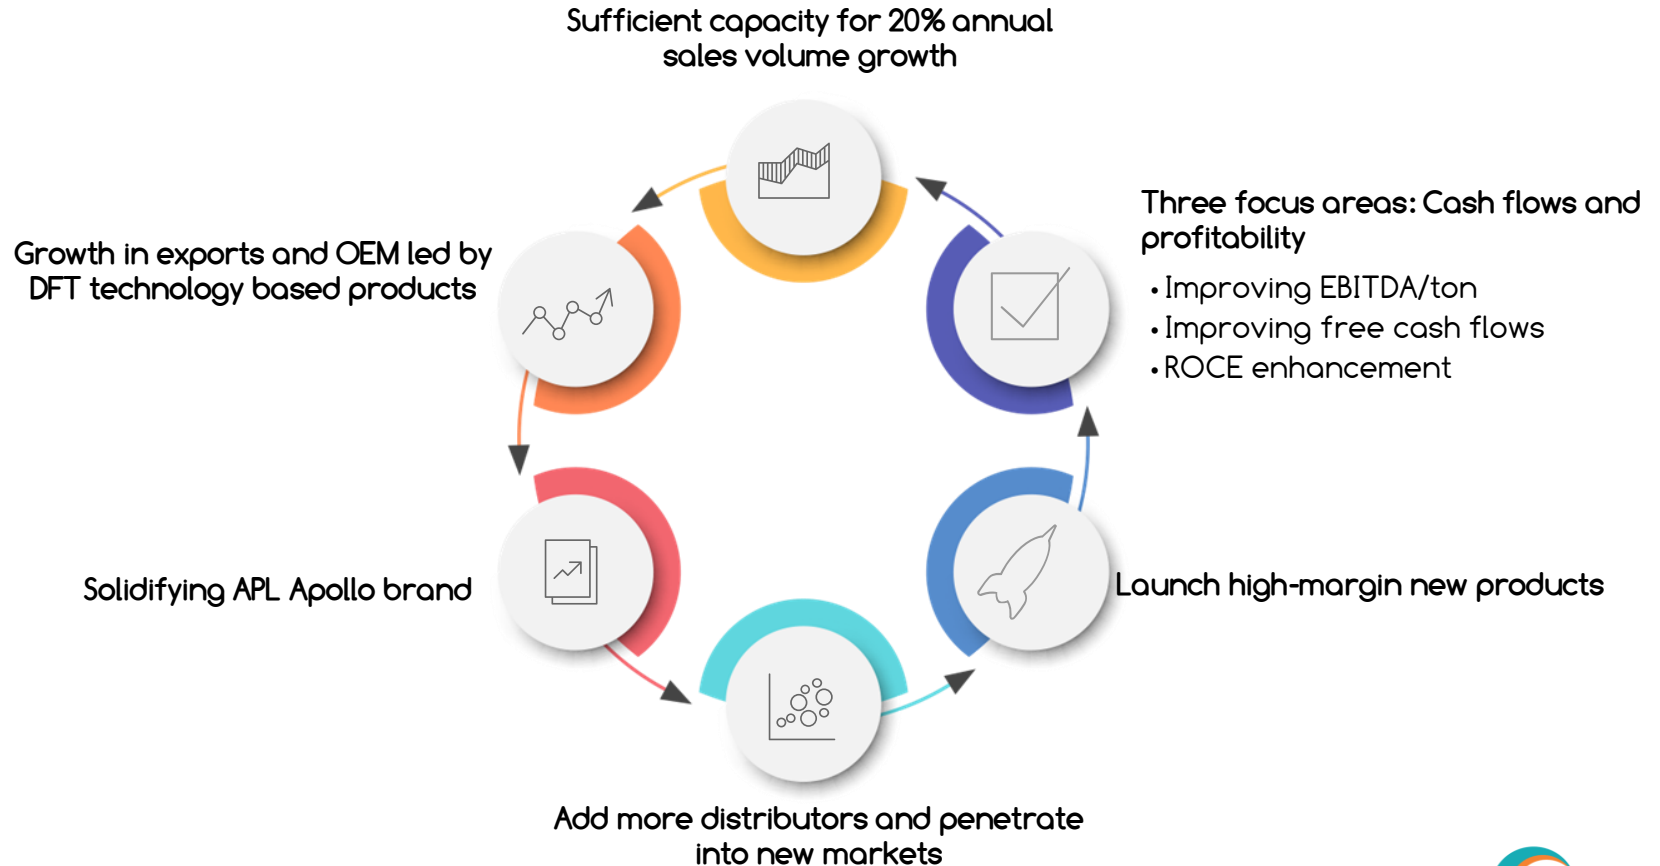 Sufficient capacity for 20% annual
sales volume growth
Three focus areas: Cash flows and
profitability
• Improving EBITDA/ton
• Improving free cash flows
• ROCE enhancement
Growth in exports and OEM led by
DFT technology based products
Solidifying APL Apollo brand
Launch high-margin new products
Add more distributors and penetrate
into new markets